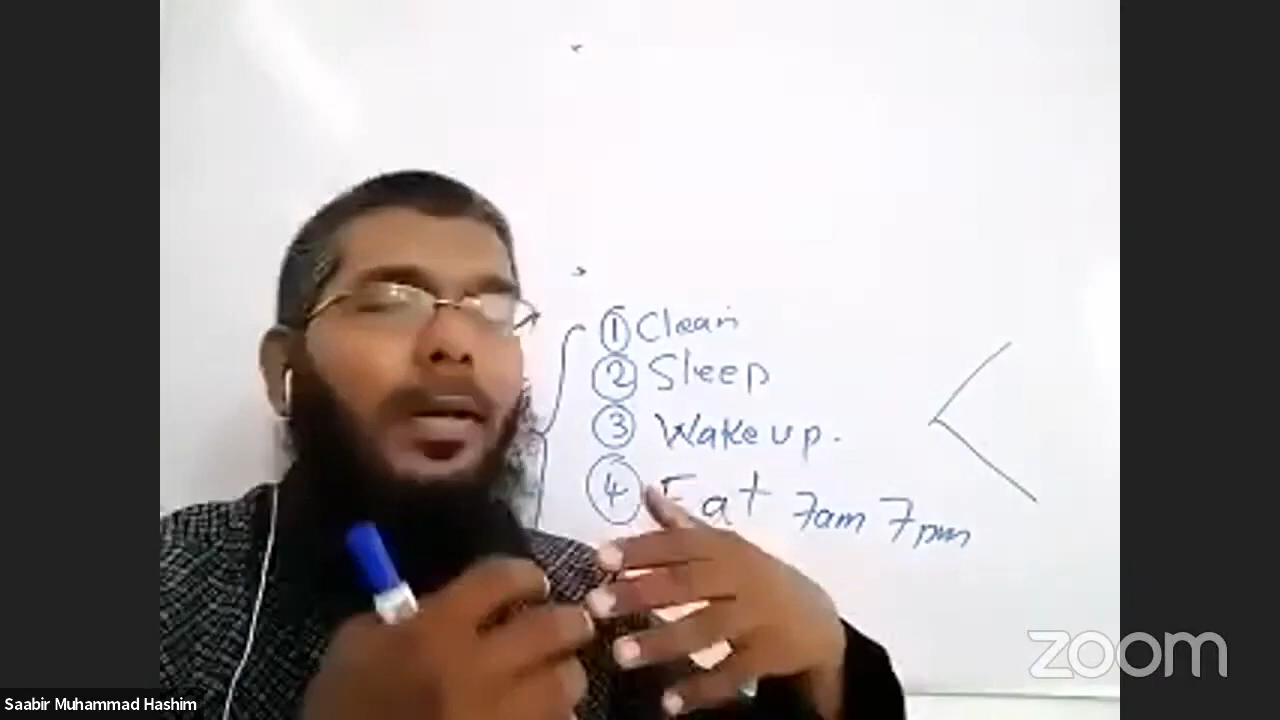 ① Clean
② Sleep
③ Wake up.
④ Eat 7am 7pm
zoom
Saabir Muhammad Hashim